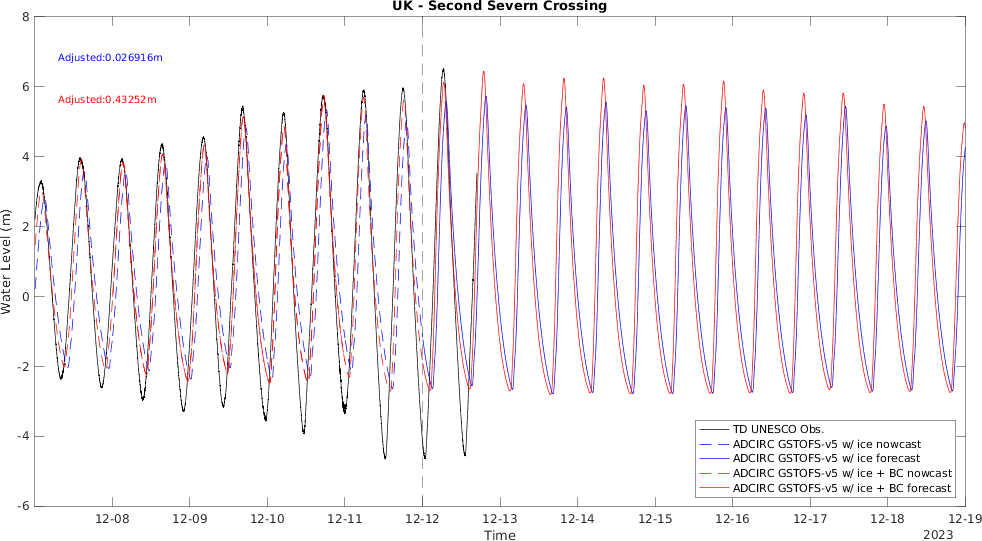 UK - Second Severn Crossing
8
6
4
2
0
-2
-4
-6
Water Level (m)
Adjusted:0.026916m
Adjusted:0.43252m
TD UNESCO Obs.
ADCIRC GSTOFS-v5 w/ ice nowcast
ADCIRC GSTOFS-v5 w/ ice forecast
ADCIRC GSTOFS-v5 w/ ice + BC nowcast
ADCIRC GSTOFS-v5 w/ ice + BC forecast
12-08 12-09 12-10 12-11 12-12 12-13 12-14 12-15 12-16 12-17 12-18 12-19
Time
2023